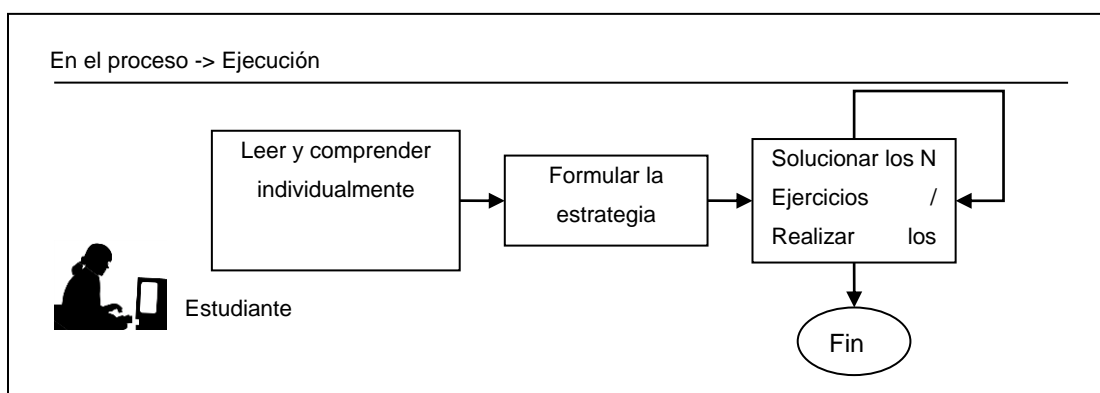 En el proceso -> Ejecución
Leer y comprender
individualmente
Formular la
estrategia
Solucionar los N
Ejercicios /
Realizar los
Estudiante
Fin